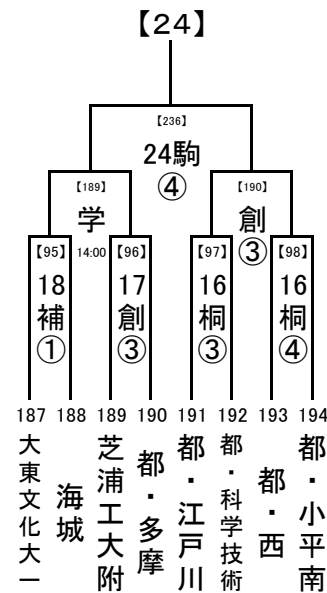 【24】
【236】
24駒
④
【189】
学
14:00
【190】
創
③
【95】
18
補
①
【96】
17
創
③
【97】
16
桐
③
【98】
16
桐
④
187 188 189 190 191 192 193 194
大東文化大一
海城
芝浦工大附
都・多摩
都・江戸川
都・科学技術
都・西
都・小平南